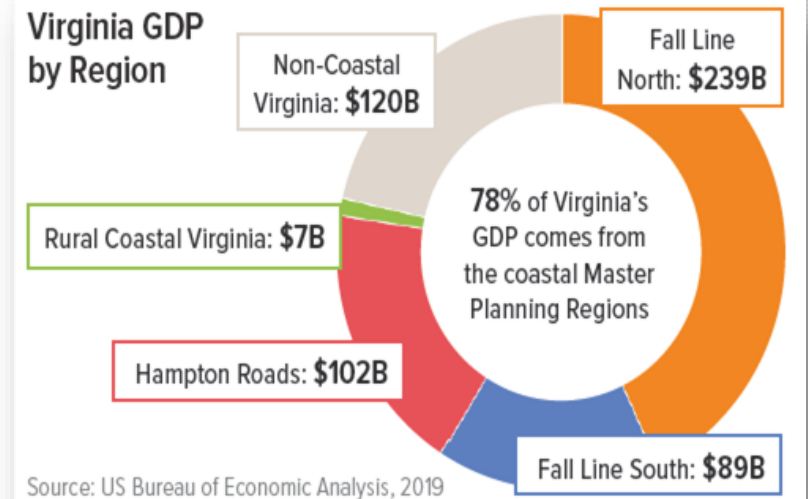 Virginia GDP
by Region
Non-Coastal
Virginia: $120B
Fall Line
North: $239B
Rural Coastal Virginia: $7B
78% of Virginia's
GDP comes from
the coastal Master
Planning Regions
Hampton Roads: $102B
Fall Line South: $89B
Source: US Bureau of Economic Analysis, 2019